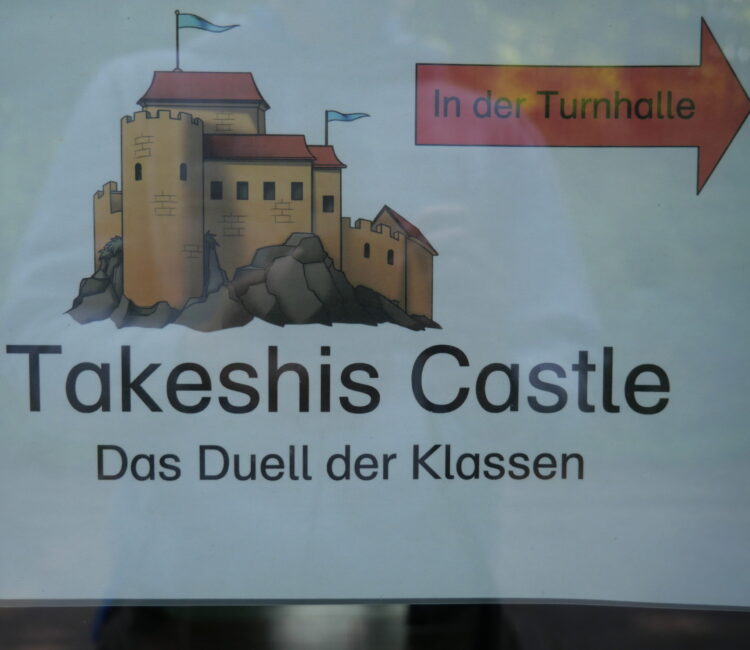 In der Turnhalle
Takeshis Castle
Das Duell der Klassen